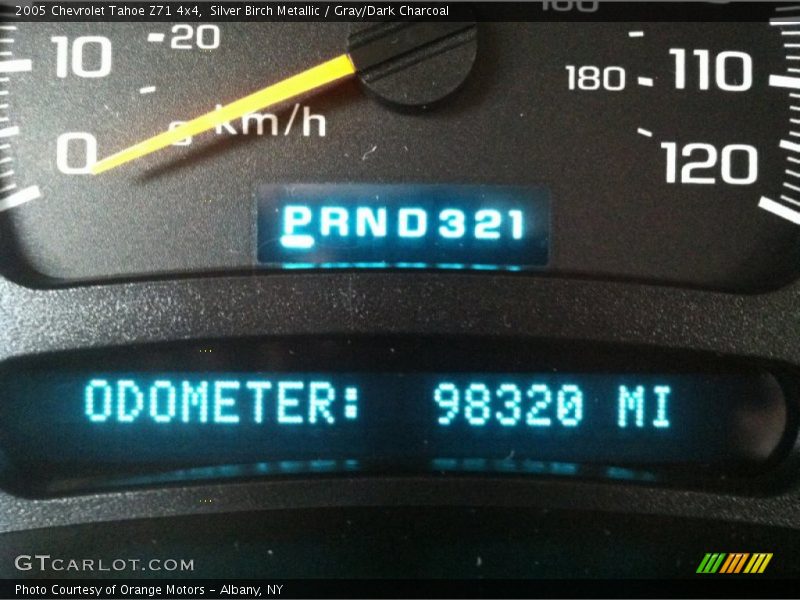 2005 Chevrolet Tahoe Z71 4x4,  Silver Birch Metallic / Gray/Dark Charcoal
10 20 180 110
km/h
0 120
PRND321
ODOMETER: 98320 MI
GTCARLOT.COM
Photo Courtesy of Orange Motors - Albany, NY